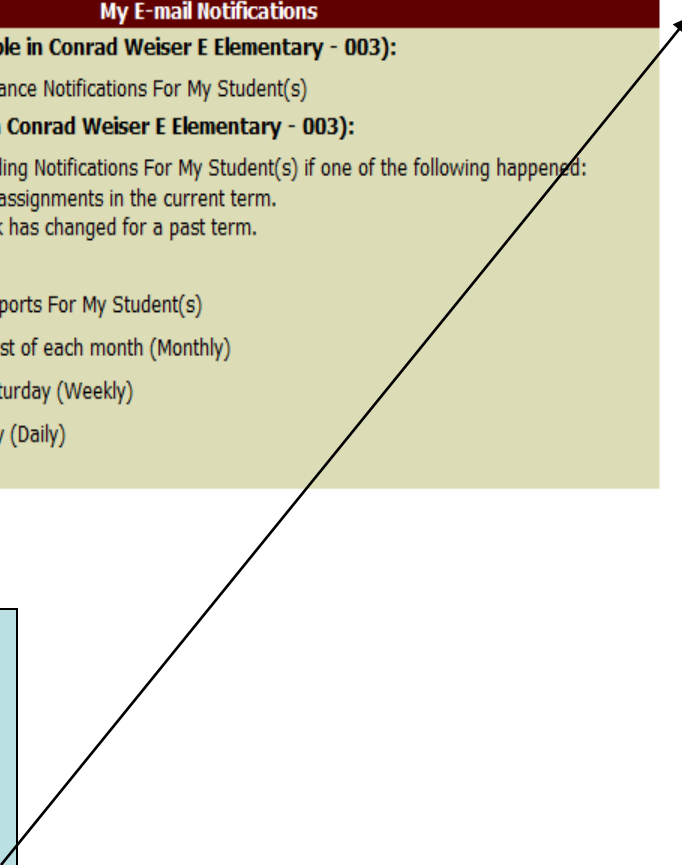 My E-mail Notifications
ble in Conrad Weiser E Elementary - 003):
ance Notifications For My Student(s)
Conrad Weiser E Elementary - 003):
ling Notifications For My Student(s) if one of the following happened:
assignments in the current term.
has changed for a past term.
ports For My Student(s)
st of each month (Monthly)
turday (Weekly)
(Daily)